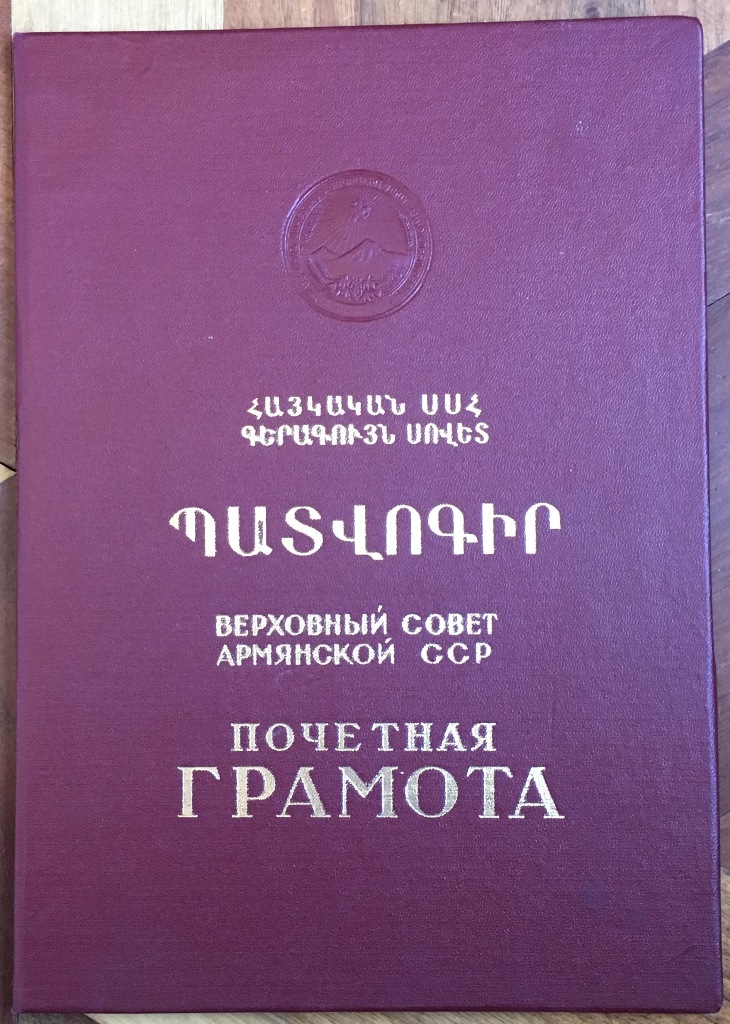 ՀԱՅԿԱԿԱՆ ՍՍՀ
ԳԵՐԱԳՈՒՅՆ ՍՈՎԵՏ
ՊԱՏՎՈԳԻՐ
ВЕРХОВНЫЙ СОВЕТ
АРМЯНСКОЙ ССР
ПОЧЕТНАЯ
ГРАМОТА